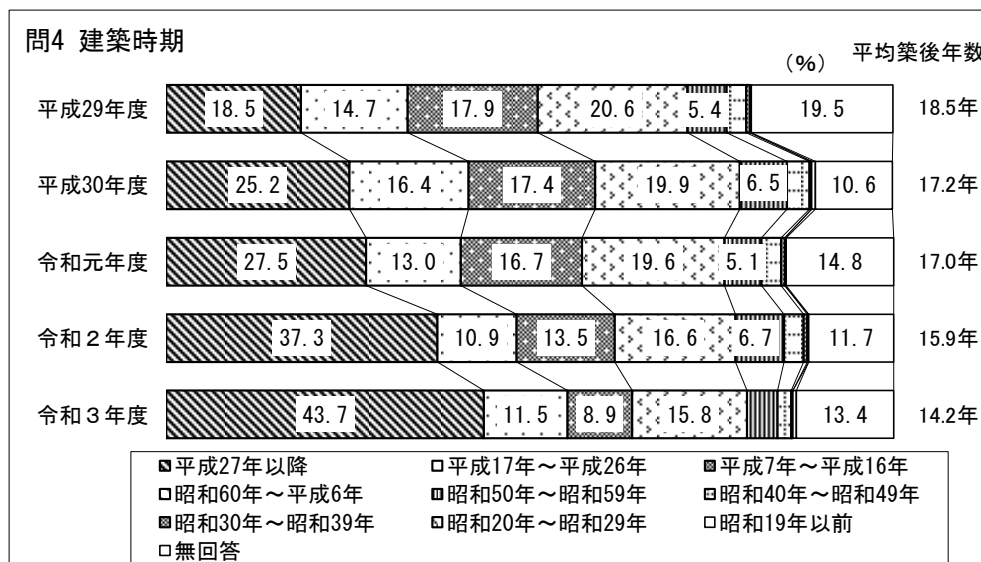 問4 建築時期
(%) 平均築後年数
平成29年度 18.5 14.7 17.9 20.6 5.4 19.5 18.5年
平成30年度 25.2 16.4 17.4 19.9 6.5 10.6 17.2年
令和元年度 27.5 13.0 16.7 19.6 5.1 14.8 17.0年
令和２年度 37.3 10.9 13.5 16.6 6.7 11.7 15.9年
令和３年度 43.7 11.5 8.9 15.8 13.4 14.2年
平成27年以降 平成17年～平成26年 平成7年～平成16年
昭和60年～平成6年 昭和50年～昭和59年 昭和40年～昭和49年
昭和30年～昭和39年 昭和20年～昭和29年 昭和19年以前
無回答